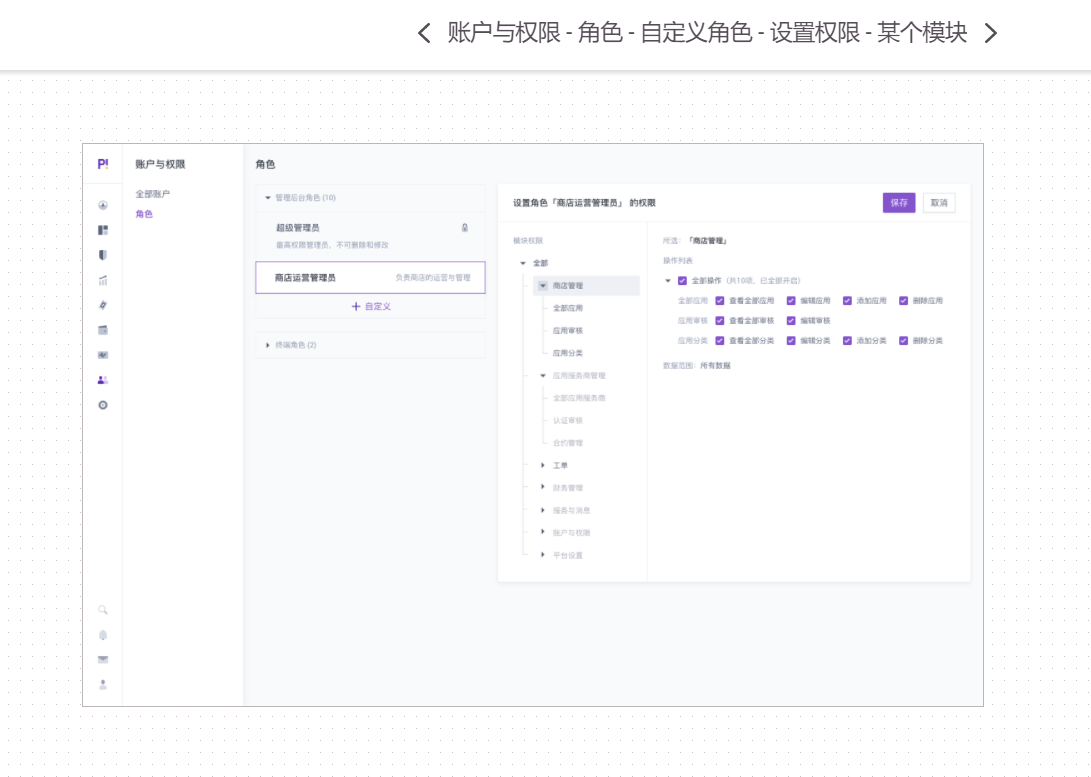 账户与权限 - 角色 - 自定义角色 - 设置权限 - 某个模块
P!
账户与权限
全部账户
角色
角色
管理后台角色 (10)
超级管理员
最高权限管理员，不可删除和修改
商店运营管理员 负责商店的运营与管理
+ 自定义
终端角色 (2)
设置角色「商店运营管理员」 的权限
保存 取消
模块权限
全部
商店管理
全部应用
应用审核
应用分类
应用服务商管理
全部应用服务商
认证审核
合约管理
工单
财务管理
报表与消息
账户与权限
平台设置
所选: 「商店管理」
操作列表
全部操作 (共10项, 已全部开启)
全部应用 查看全部应用 编辑应用 添加应用 删除应用
应用审核 查看全部审核 编辑审核
应用分类 查看全部分类 编辑分类 添加分类 删除分类
数据范围: 所有数据